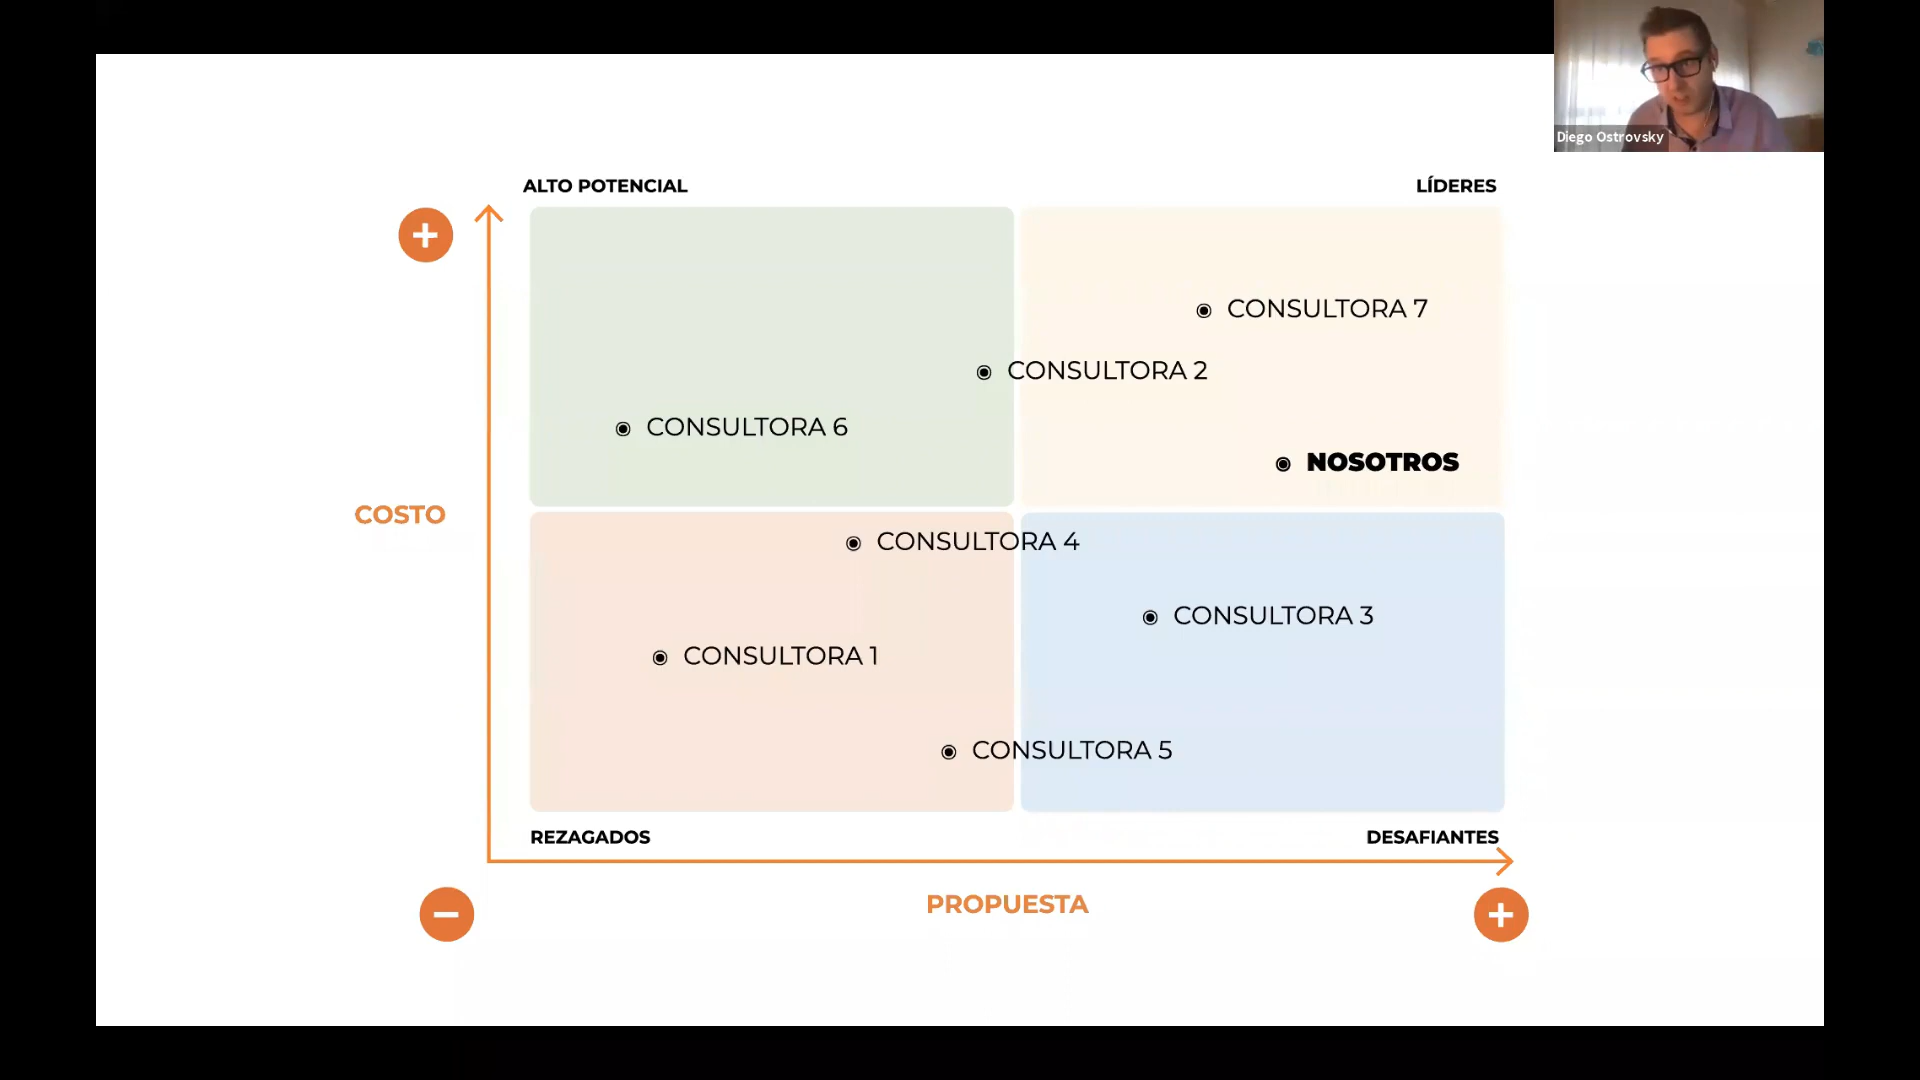 Diego Ostrovsky
ALTO POTENCIAL
LÍDERES
CONSULTORA 7
CONSULTORA 2
CONSULTORA 6
NOSOTROS
COSTO
CONSULTORA 4
CONSULTORA 3
CONSULTORA 1
CONSULTORA 5
REZAGADOS
DESAFIANTES
PROPUESTA